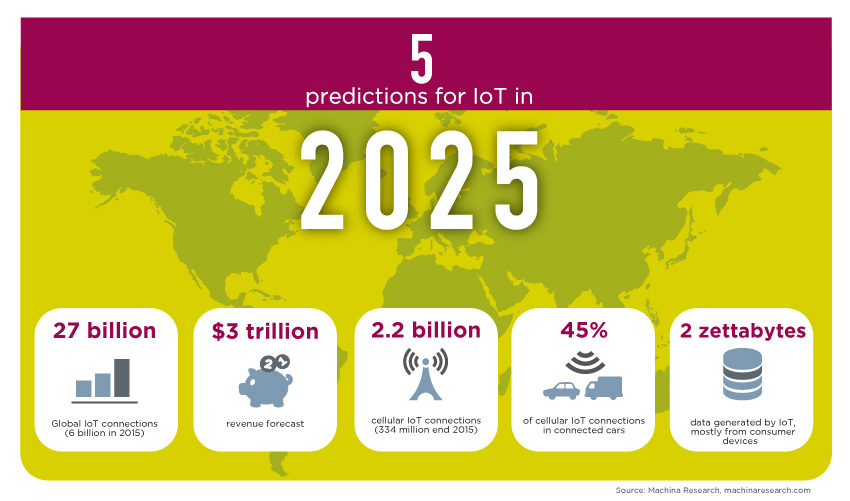 5
predictions for IoT in
2025
27 billion
Global IoT connections
(6 billion in 2015)
$3 trillion
2 1
revenue forecast
2.2 billion
cellular IoT connections
(334 million end 2015)
45%
of cellular IoT connections
in connected cars
2 zettabytes
data generated by IoT,
mostly from consumer
devices
Source: Machina Research, machinaresearch.com